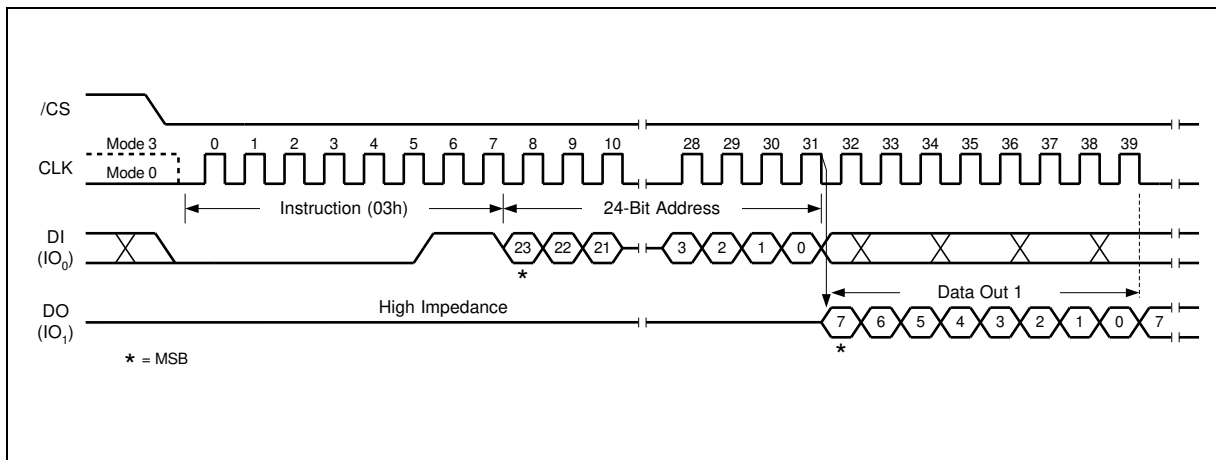 /CS
Mode 3 0 1 2 3 4 5 6 7 8 9 10 28 29 30 31 32 33 34 35 36 37 38 39
CLK
Mode 0
Instruction (03h) 24-Bit Address
DI
(IO0)
23 22 21 3 2 1 0
*
Data Out 1
DO
(IO1)
High Impedance
7 6 5 4 3 2 1 0 7
*
* = MSB